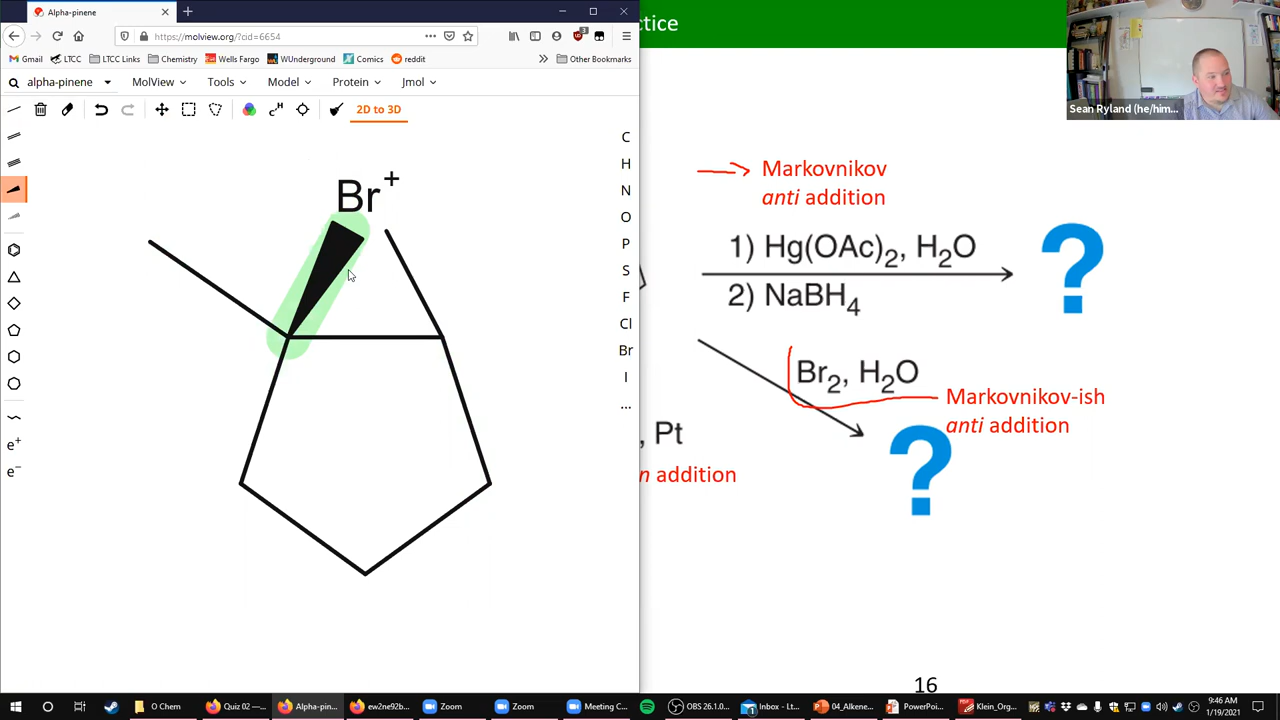 Alpha-pinene
https://molview.org/?cid=6654
3
Gmail LTCC LTCC Links Chemistry Wells Fargo WUnderground Comics reddit Other Bookmarks
alpha-pinene MolView Tools Model Protein Jmol
2D to 3D
C
H
N
O
P
S
F
Cl
Br
I
...
e+
e−
Br+
ctice
Sean Ryland (he/him...
Markovnikov
anti addition
1) Hg(OAc)2, H2O
2) NaBH4
?
Br2, H2O
Markovnikov-ish
anti addition
, Pt
n addition
?
16
O Chem Quiz 02 —... Alpha-pin... ew2ne92b... Zoom Zoom Meeting C... OBS 26.1.0... Inbox - Lt... 04_Alkene... PowerPoi... Klein_Org...
9:46 AM
1/19/2021